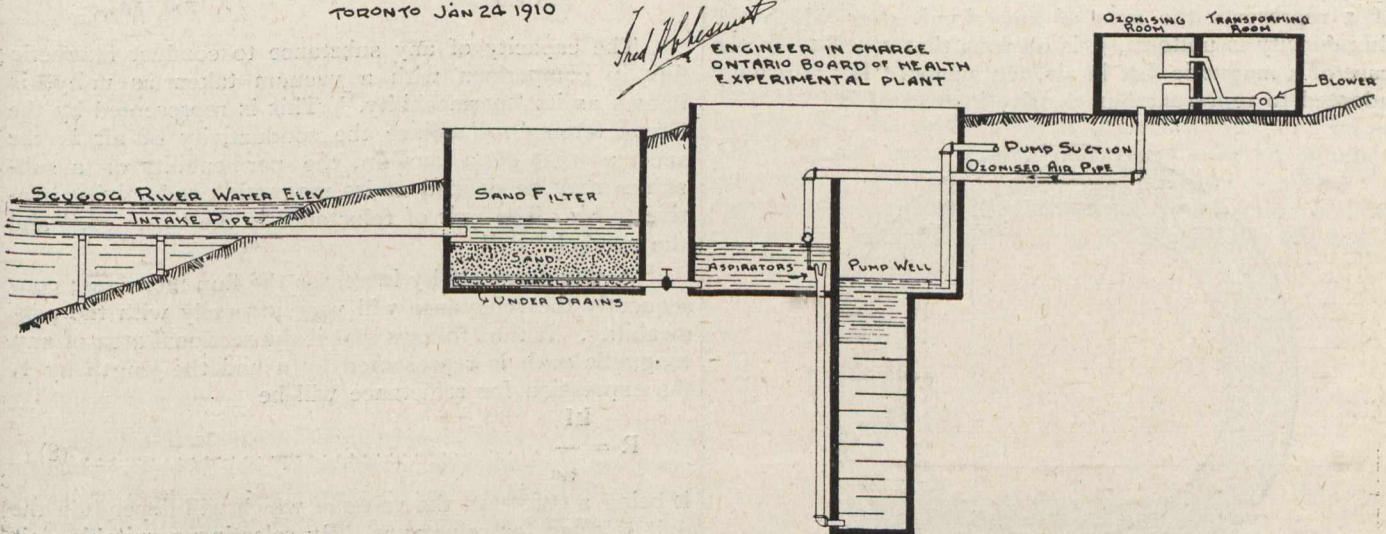 TORONTO JAN 24 1910
ENGINEER IN CHARGE
ONTARIO BOARD OF HEALTH
EXPERIMENTAL PLANT
OZONISING ROOM
TRANSFORMING ROOM
BLOWER
PUMP SUCTION
OZONISED AIR PIPE
SCUGOG RIVER WATER ELEV
INTAKE PIPE
SAND FILTER
SAND
GRAVEL
UNDER DRAINS
ASPIRATORS
PUMP WELL